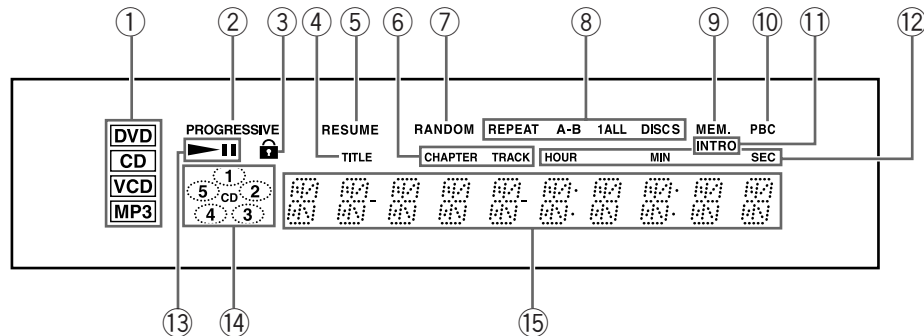 ① ② ③ ④ ⑤ ⑥ ⑦ ⑧ ⑨ ⑩ ⑪ ⑫
PROGRESSIVE RESUME RANDOM REPEAT A-B 1ALL DISCS MEM. PBC
INTRO
TITLE CHAPTER TRACK HOUR MIN SEC
DVD
CD
VCD
MP3
1
5 CD 2
4 3
⑬ ⑭ ⑮